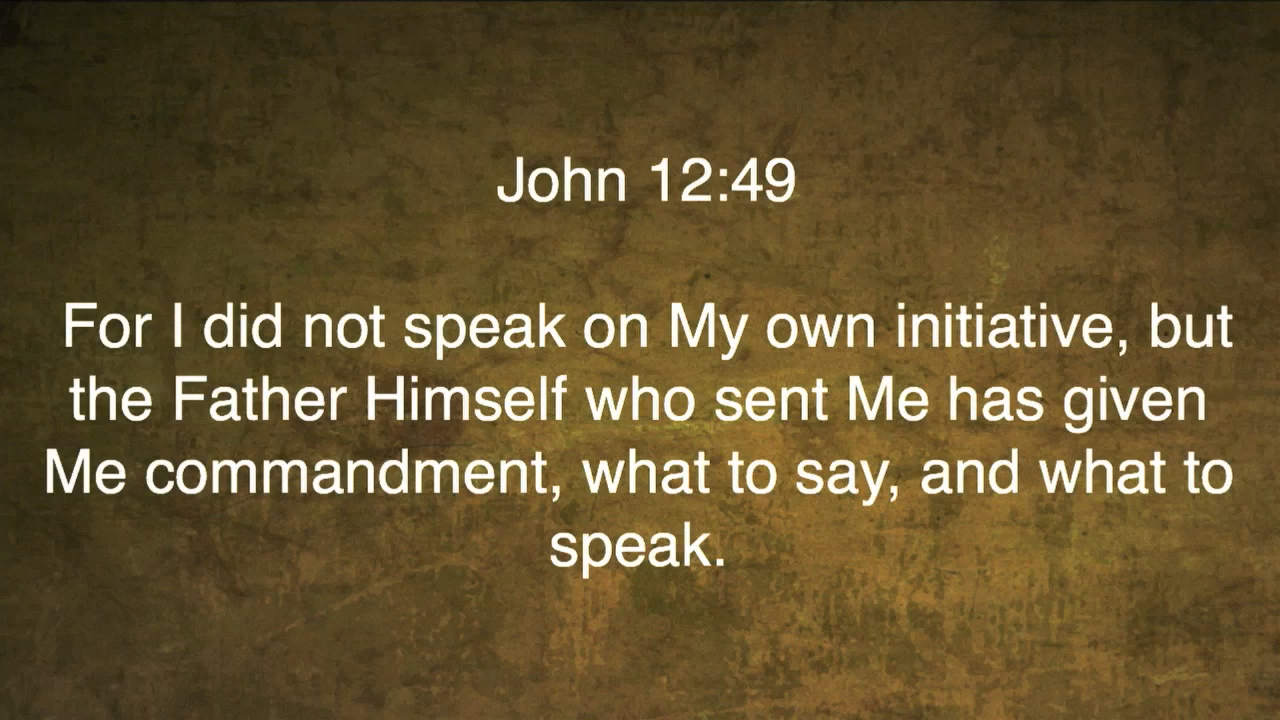 John 12:49
For I did not speak on My own initiative, but
the Father Himself who sent Me has given
Me commandment, what to say, and what to
speak.